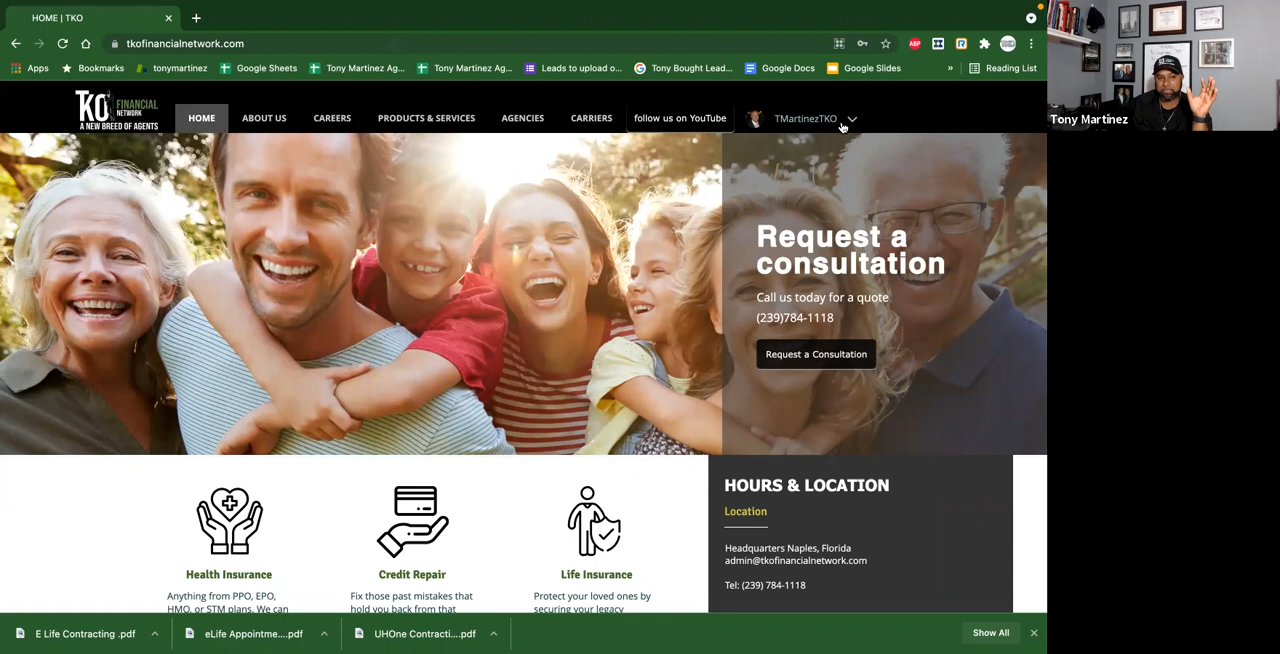 HOME | TKO
tkofinancialnetwork.com
ABP
Apps
Bookmarks
tonymartinez
Google Sheets
Tony Martinez Ag...
Tony Martinez Ag...
Leads to upload o...
Tony Bought Lead...
Google Docs
Google Slides
»
Reading List
TKO FINANCIAL NETWORK
A NEW BREED OF AGENTS
HOME
ABOUT US
CAREERS
PRODUCTS & SERVICES
AGENCIES
CARRIERS
follow us on YouTube
TMartinezTKO
Tony Martinez
Request a
consultation
Call us today for a quote
(239)784-1118
Request a Consultation
Health Insurance
Anything from PPO, EPO,
HMO, or STM plans. We can
Credit Repair
Fix those past mistakes that
hold you back from that
Life Insurance
Protect your loved ones by
securing your legacy
HOURS & LOCATION
Location
Headquarters Naples, Florida
admin@tkofinancialnetwork.com
Tel: (239) 784-1118
E Life Contracting .pdf
eLife Appointme....pdf
UHOne Contracti....pdf
Show All